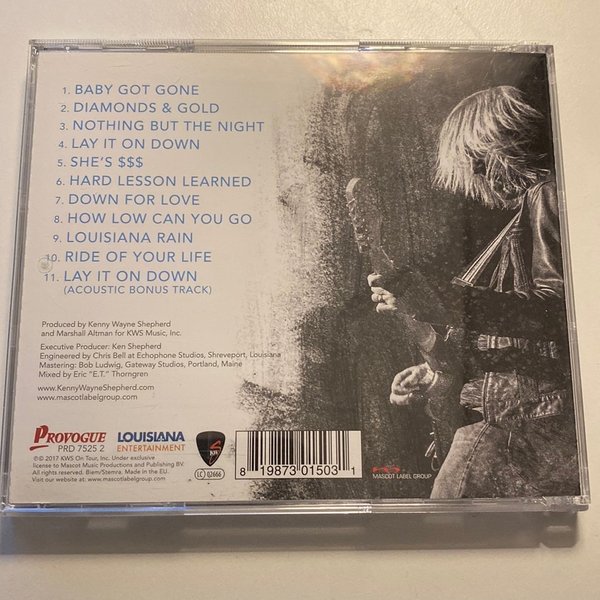 1. BABY GOT GONE
2. DIAMONDS & GOLD
3. NOTHING BUT THE NIGHT
4. LAY IT ON DOWN
5. SHE'S $$$
6. HARD LESSON LEARNED
7. DOWN FOR LOVE
8. HOW LOW CAN YOU GO
9. LOUISIANA RAIN
10. RIDE OF YOUR LIFE
11. LAY IT ON DOWN
(ACOUSTIC BONUS TRACK)
Produced by Kenny Wayne Shepherd
and Marshall Altman for KWS Music, Inc.
Executive Producer: Ken Shepherd
Engineered by Chris Bell at Echophone Studios, Shreveport, Louisiana
Mastering: Bob Ludwig, Gateway Studios, Portland, Maine
Mixed by Eric "E.T." Thorngren
www.KennyWayneShepherd.com
www.mascotlabelgroup.com
PROVOGUE
PRD 7525 2
LOUISIANA
ENTERTAINMENT
LC 02666
8 19873 01503 1
MASCOT LABEL GROUP
℗© 2017 KWS On Tour, Inc. Under exclusive
license to Mascot Music Productions and Publishing BV.
All rights reserved. Biem/Stemra. Made in the EU.
Visit our website at: www.mascotlabelgroup.com